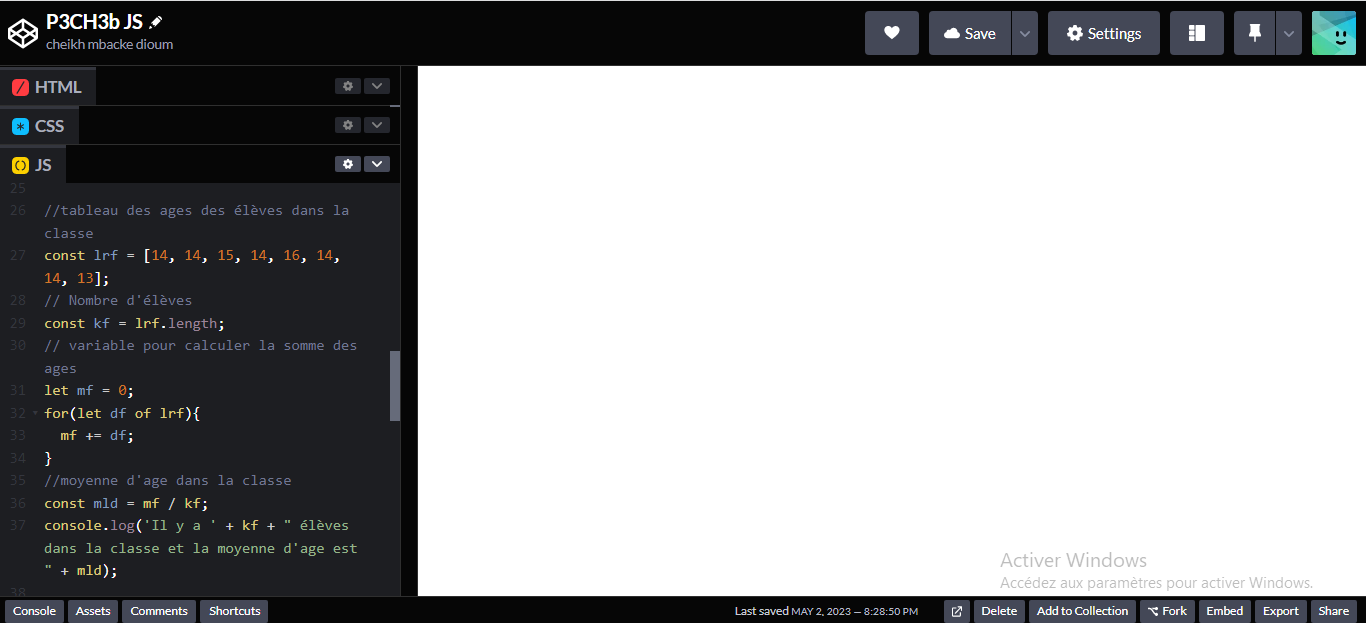 P3CH3b JS
cheikh mbacke dioum
Save
Settings
HTML
CSS
JS
25
26 //tableau des ages des élèves dans la
classe
27 const lrf = [14, 14, 15, 14, 16, 14,
14, 13];
28 // Nombre d'élèves
29 const kf = lrf.length;
30 // variable pour calculer la somme des
ages
31 let mf = 0;
32 for(let df of lrf){
33 mf += df;
34 }
35 //moyenne d'age dans la classe
36 const mld = mf / kf;
37 console.log('Il y a ' + kf + " élèves
dans la classe et la moyenne d'age est
" + mld);
38
Activer Windows
Accédez aux paramètres pour activer Windows.
Console Assets Comments Shortcuts Last saved MAY 2, 2023 — 8:28:50 PM Delete Add to Collection Fork Embed Export Share